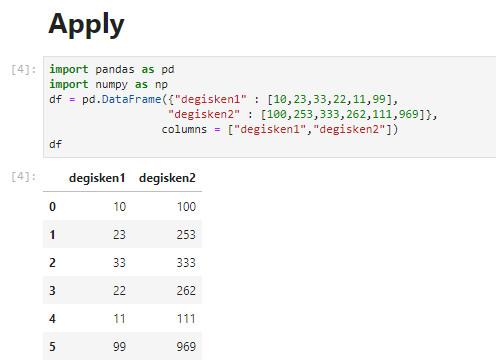 Apply
[4]: import pandas as pd
import numpy as np
df = pd.DataFrame({"degisken1" : [10,23,33,22,11,99],
"degisken2" : [100,253,333,262,111,969]},
columns = ["degisken1","degisken2"])
df
[4]: degisken1 degisken2
0 10 100
1 23 253
2 33 333
3 22 262
4 11 111
5 99 969